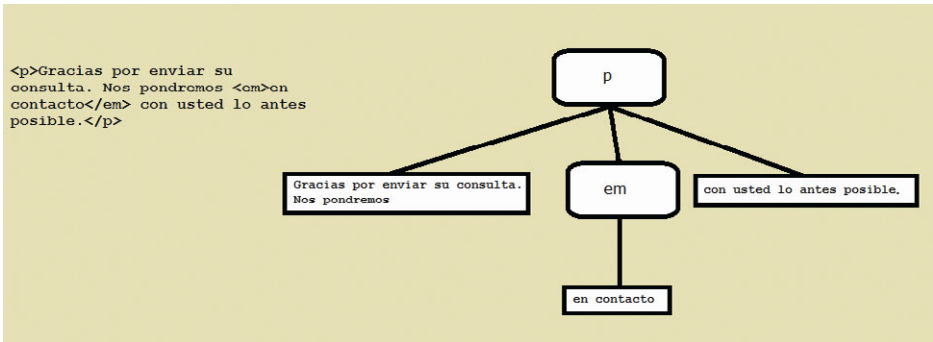 <p>Gracias por enviar su
consulta. Nos pondremos <em>en
contacto</em> con usted lo antes
posible.</p>
p
Gracias por enviar su consulta.
Nos pondremos
em
con usted lo antes posible.
en contacto